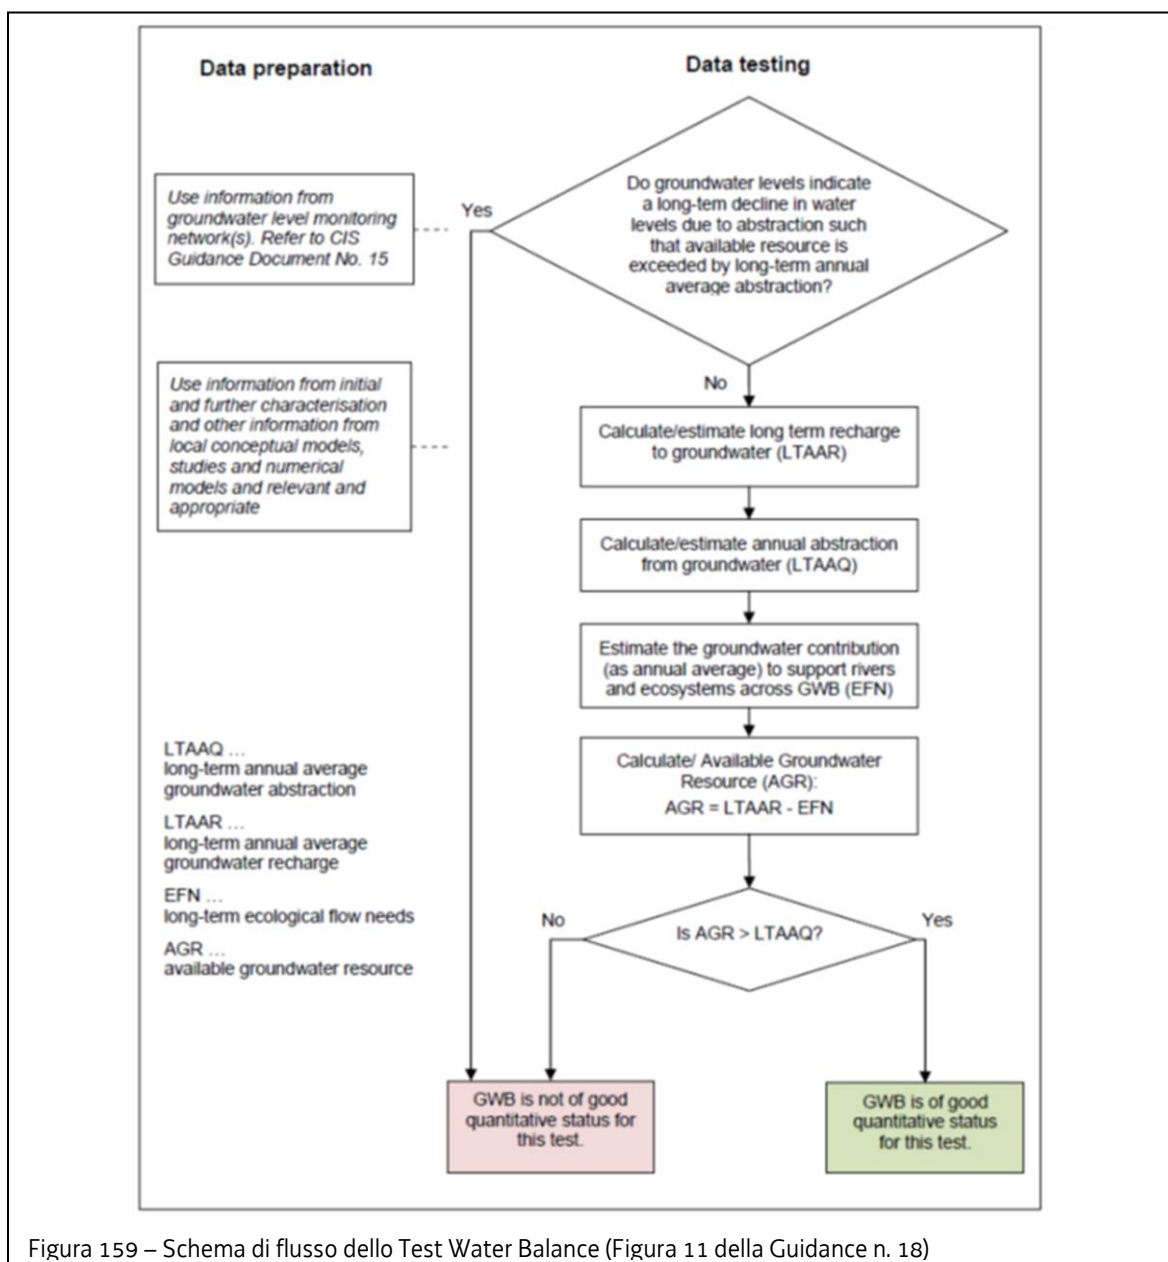 Data preparation
Data testing
Use information from
groundwater level monitoring
network(s). Refer to CIS
Guidance Document No. 15
Yes
Do groundwater levels indicate
a long-tem decline in water
levels due to abstraction such
that available resource is
exceeded by long-term annual
average abstraction?
Use information from initial
and further characterisation
and other information from
local conceptual models,
studies and numerical
models and relevant and
appropriate
No
Calculate/estimate long term recharge
to groundwater (LTAAR)
Calculate/estimate annual abstraction
from groundwater (LTAAQ)
Estimate the groundwater contribution
(as annual average) to support rivers
and ecosystems across GWB (EFN)
Calculate/ Available Groundwater
Resource (AGR):
AGR = LTAAR - EFN
LTAAQ ...
long-term annual average
groundwater abstraction
LTAAR ...
long-term annual average
groundwater recharge
EFN ...
long-term ecological flow needs
AGR ...
available groundwater resource
No
Is AGR > LTAAQ?
Yes
GWB is not of good
quantitative status for
this test.
GWB is of good
quantitative status
for this test.
Figura 159 – Schema di flusso dello Test Water Balance (Figura 11 della Guidance n. 18)